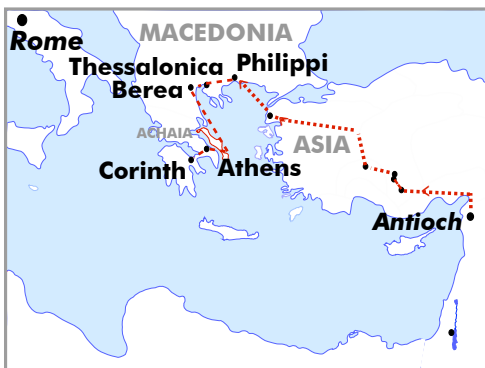 MACEDONIA
Rome
Philippi
Thessalonica
Berea
ACHAIA
ASIA
Corinth
Athens
Antioch